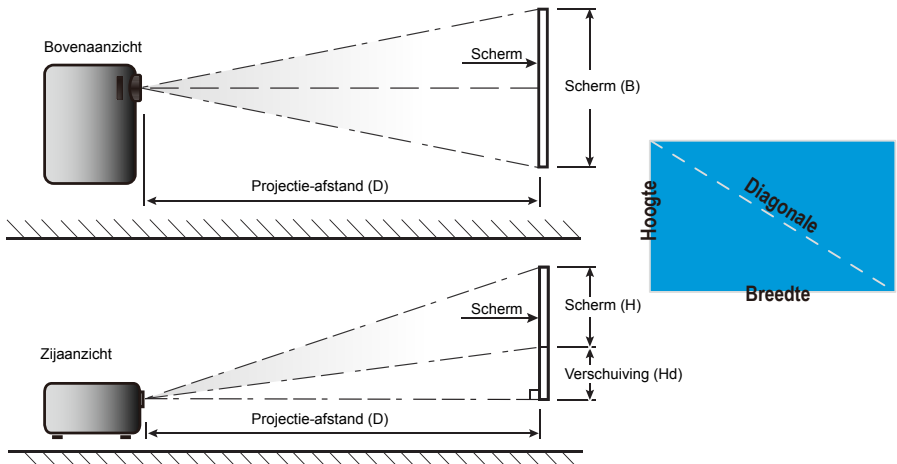 Bovenaanzicht
Scherm
Scherm (B)
Projectie-afstand (D)
Hoogte
Diagonale
Breedte
Scherm
Scherm (H)
Zijaanzicht
Verschuiving (Hd)
Projectie-afstand (D)